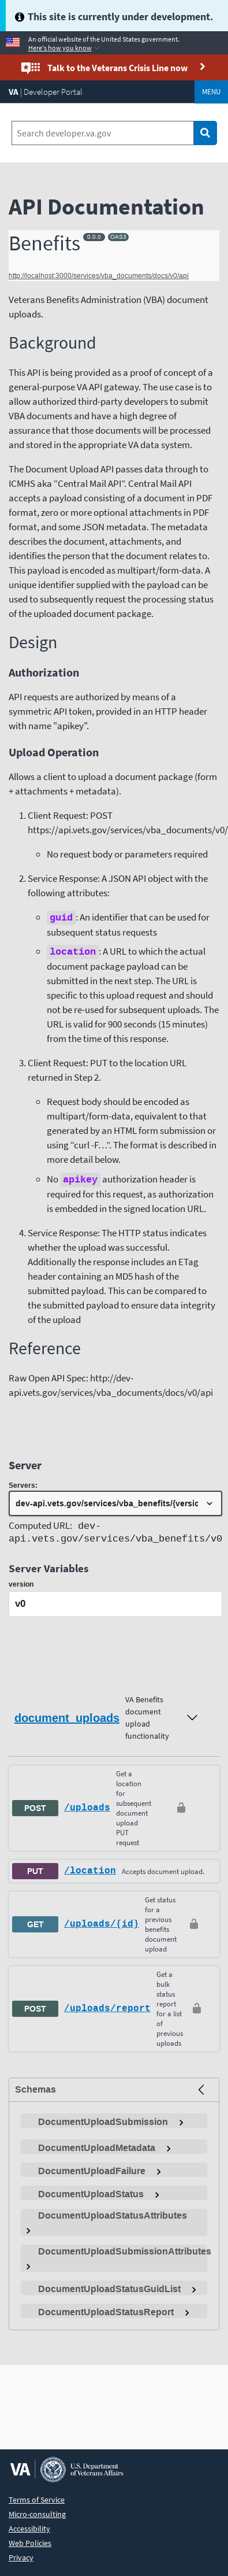 This site is currently under development.
An official website of the United States government.
Here's how you know
Talk to the Veterans Crisis Line now
VA | Developer Portal
MENU
Search developer.va.gov
API Documentation
Benefits 0.0.0 OAS3
http://localhost:3000/services/vba_documents/docs/v0/api
Veterans Benefits Administration (VBA) document
uploads.
Background
This API is being provided as a proof of concept of a
general-purpose VA API gateway. The use case will
allow authorized third-party developers to submit
VBA documents and have a high degree of
assurance that those documents will be processed
and stored in the appropriate VA data system.
The Document Upload API passes data through to
ICMHS aka “Central Mail API”. Central Mail API
accepts a payload consisting of a document in PDF
format, zero or more optional attachments in PDF
format, and some JSON metadata. The metadata
describes the document, attachments, and
identifies the person that the document relates to.
This payload is encoded as multipart/form-data. A
unique identifier supplied with the payload can be
used to subsequently request the processing status
of the uploaded document package.
Design
Authorization
API requests are authorized by means of a
symmetric API token, provided in an HTTP header
with name "apikey".
Upload Operation
Allows a client to upload a document package (form
+ attachments + metadata).
1. Client Request: POST
https://api.vets.gov/services/vba_documents/v0/
No request body or parameters required
2. Service Response: A JSON API object with the
following attributes:
guid: An identifier that can be used for
subsequent status requests
location: A URL to which the actual
document package payload can be
submitted in the next step. The URL is
specific to this upload request and should
not be re-used for subsequent uploads. The
URL is valid for 900 seconds (15 minutes)
from the time of this response.
3. Client Request: PUT to the location URL
returned in Step 2.
Request body should be encoded as
multipart/form-data, equivalent to that
generated by an HTML form submission or
using “curl -F…”. The format is described in
more detail below.
No apikey authorization header is
required for this request, as authorization
is embedded in the signed location URL.
4. Service Response: The HTTP status indicates
whether the upload was successful.
Additionally the response includes an ETag
header containing an MD5 hash of the
submitted payload. This can be compared to
the submitted payload to ensure data integrity
of the upload
Reference
Raw Open API Spec: http://dev-
api.vets.gov/services/vba_documents/docs/v0/api
Server
Servers:
dev-api.vets.gov/services/vba_benefits/{versic
Computed URL: dev-
api.vets.gov/services/vba_benefits/v0
Server Variables
version
v0
document_uploads
VA Benefits
document
upload
functionality
POST /uploads
Get a
location
for
subsequent
document
upload
PUT
request
PUT /location Accepts document upload.
GET /uploads/{id}
Get status
for a
previous
benefits
document
upload
POST /uploads/report
Get a
bulk
status
report
for a list
of
previous
uploads
Schemas
DocumentUploadSubmission
DocumentUploadMetadata
DocumentUploadFailure
DocumentUploadStatus
DocumentUploadStatusAttributes
DocumentUploadSubmissionAttributes
DocumentUploadStatusGuidList
DocumentUploadStatusReport
VA
U.S. Department
of Veterans Affairs
Terms of Service
Micro-consulting
Accessibility
Web Policies
Privacy